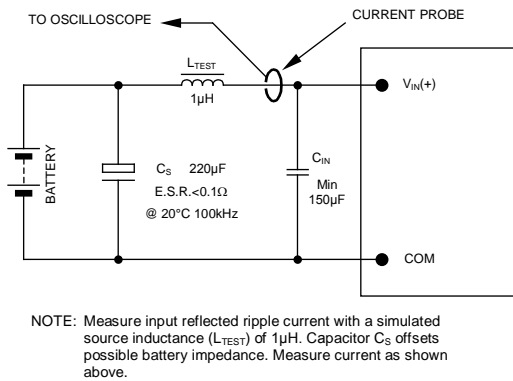 TO OSCILLOSCOPE
CURRENT PROBE
LTEST
1μH
VIN(+)
BATTERY
CS 220μF
E.S.R.<0.1Ω
@ 20°C 100kHz
CIN
Min
150μF
COM
NOTE: Measure input reflected ripple current with a simulated
source inductance (LTEST) of 1μH. Capacitor CS offsets
possible battery impedance. Measure current as shown
above.